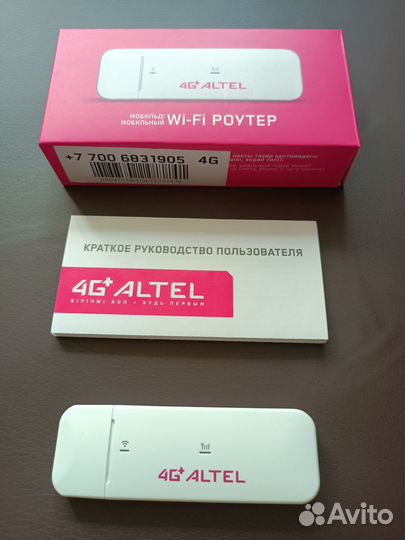 4G+ ALTEL
МОБИЛЬДІ
МОБИЛЬНЫЙ Wi-Fi РОУТЕР
+7 700 6831905 4G
КРАТКОЕ РУКОВОДСТВО ПОЛЬЗОВАТЕЛЯ
4G+ ALTEL
БІРІНШІ БОЛ • БУДЬ ПЕРВЫМ
4G+ ALTEL
Avito